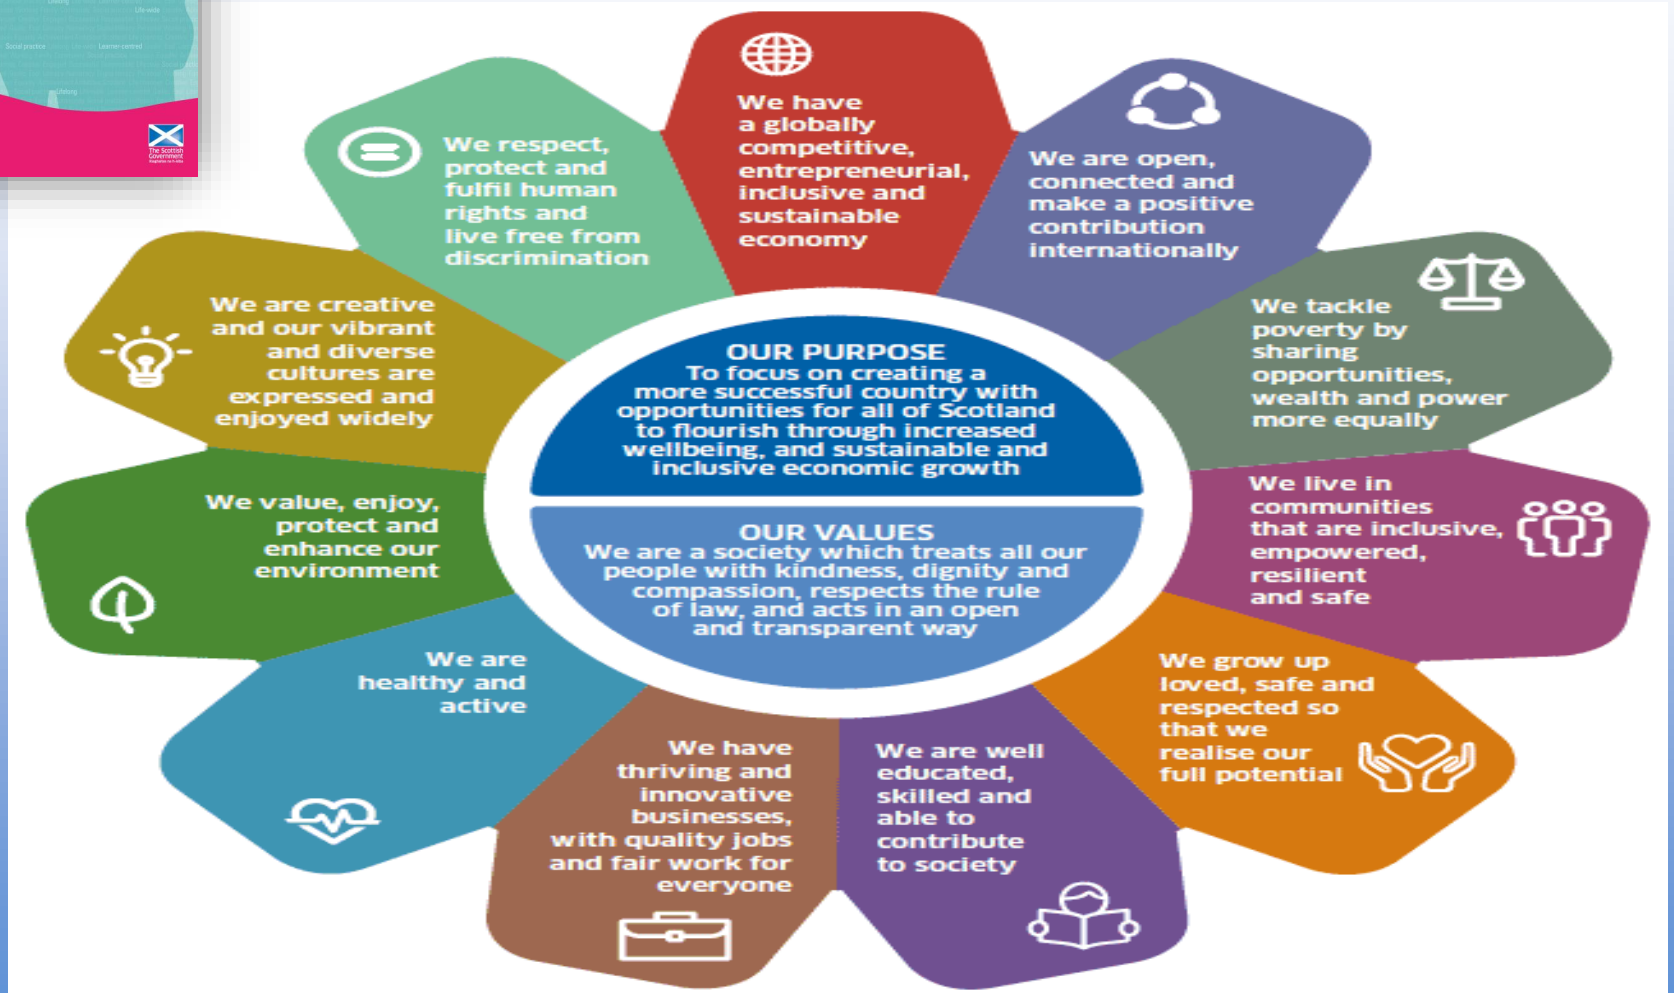 Lifelong
Life-wide
Social practice
Learner-centred
Lifelong
The Scottish
Government
We have
a globally
competitive,
entrepreneurial,
inclusive and
sustainable
economy
We are open,
connected and
make a positive
contribution
internationally
We tackle
poverty by
sharing
opportunities,
wealth and power
more equally
We live in
communities
that are inclusive,
empowered,
resilient
and safe
We grow up
loved, safe and
respected so
that we
realise our
full potential
We are well
educated,
skilled and
able to
contribute
to society
We have
thriving and
innovative
businesses,
with quality jobs
and fair work for
everyone
We are
healthy and
active
We value, enjoy,
protect and
enhance our
environment
We are creative
and our vibrant
and diverse
cultures are
expressed and
enjoyed widely
We respect,
protect and
fulfil human
rights and
live free from
discrimination
OUR PURPOSE
To focus on creating a
more successful country with
opportunities for all of Scotland
to flourish through increased
wellbeing, and sustainable and
inclusive economic growth
OUR VALUES
We are a society which treats all our
people with kindness, dignity and
compassion, respects the rule
of law, and acts in an open
and transparent way